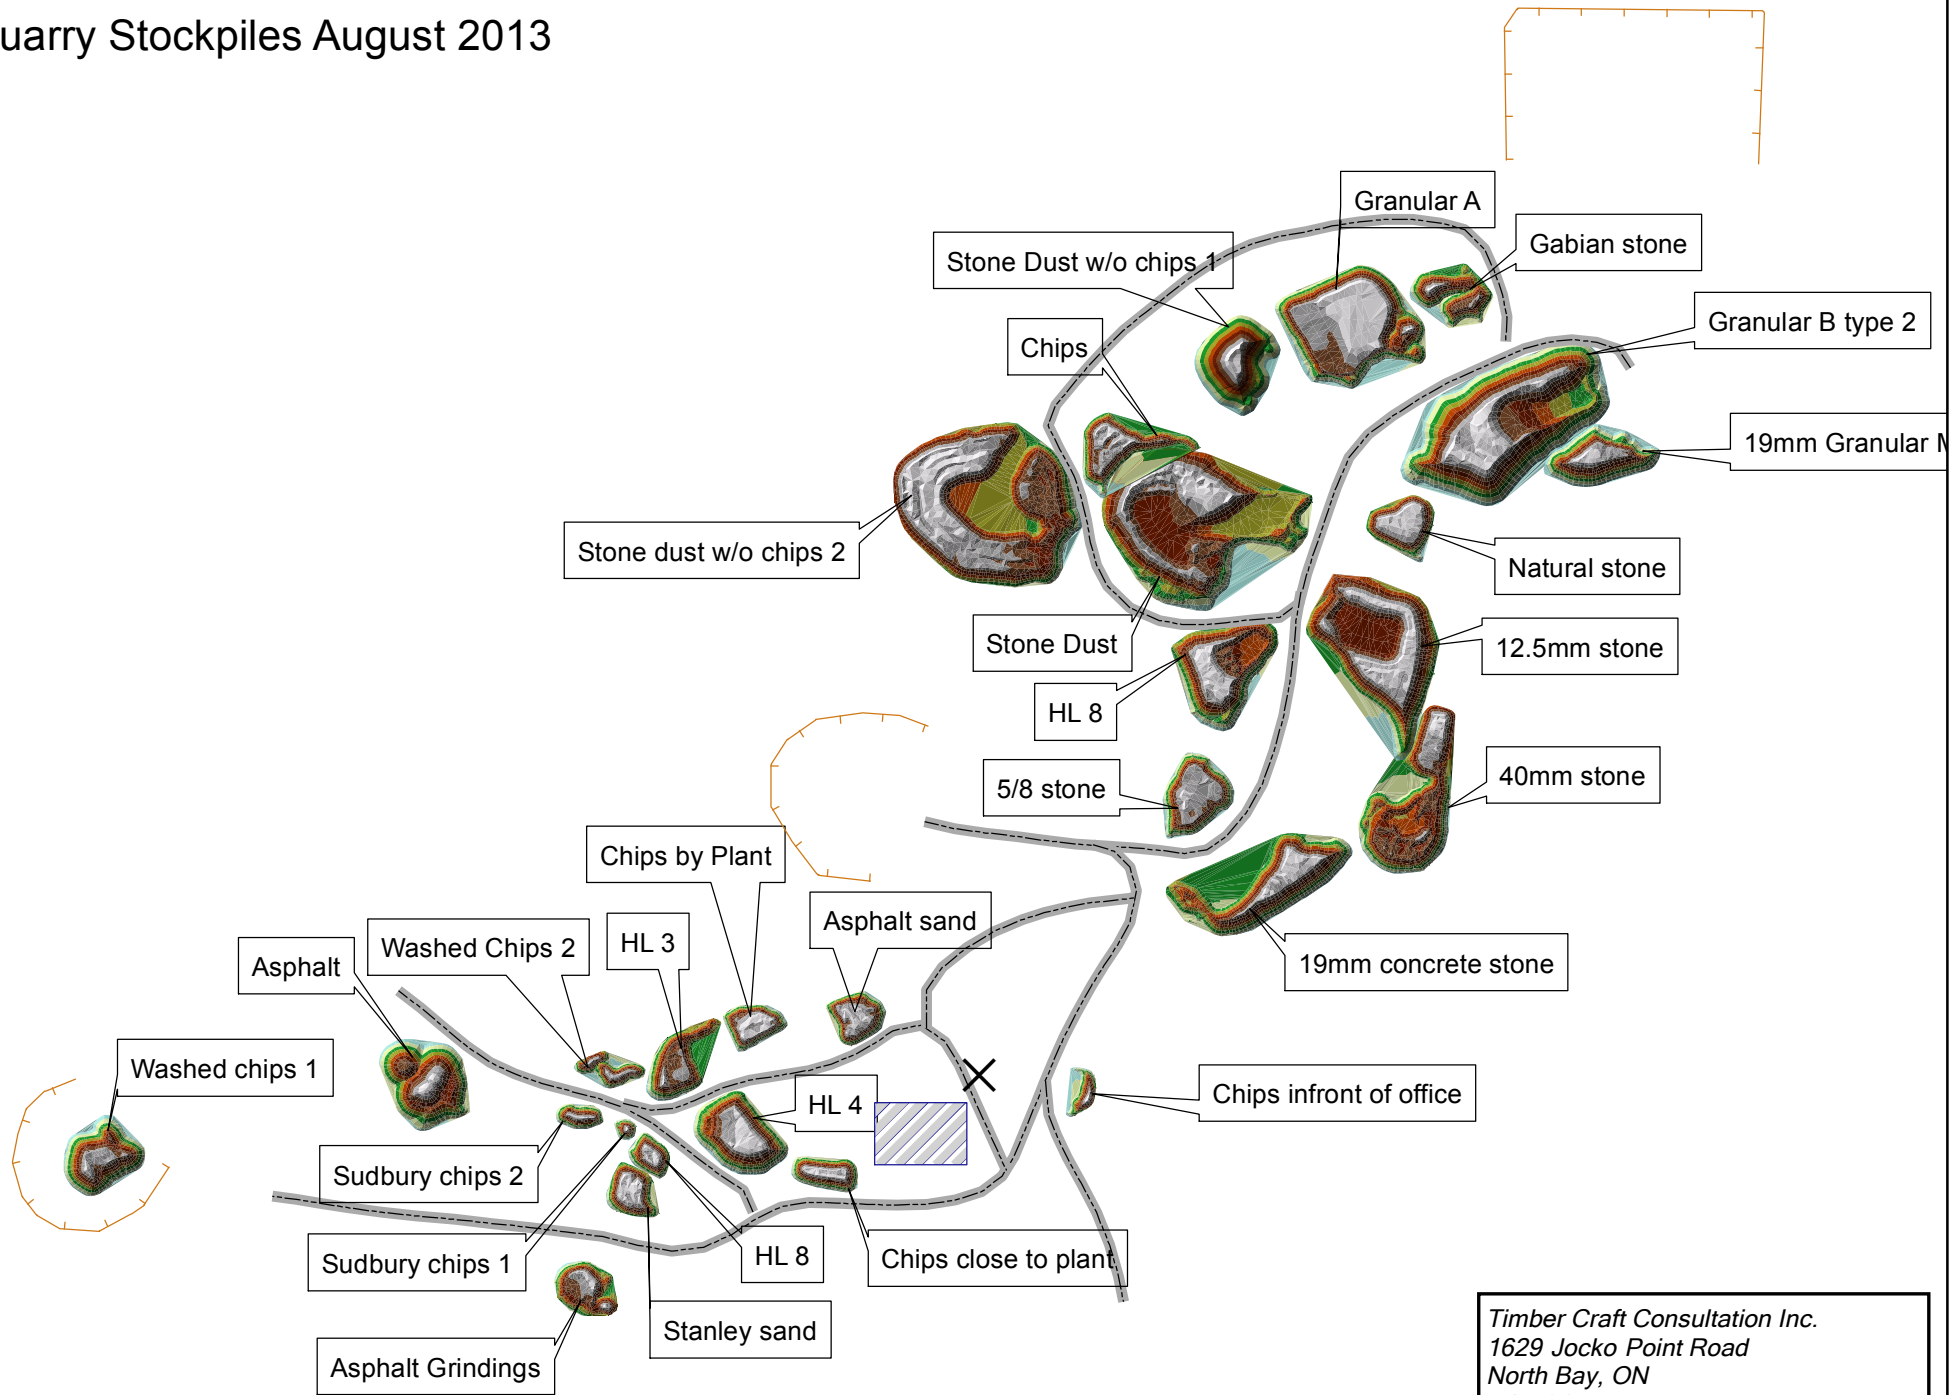 uarry Stockpiles August 2013
Granular A
Gabian stone
Stone Dust w/o chips 1
Granular B type 2
Chips
19mm Granular M
Stone dust w/o chips 2
Natural stone
Stone Dust
12.5mm stone
HL 8
40mm stone
5/8 stone
Chips by Plant
Asphalt sand
Washed Chips 2
HL 3
Asphalt
19mm concrete stone
Washed chips 1
HL 4
Chips infront of office
Sudbury chips 2
Sudbury chips 1
HL 8
Chips close to plant
Stanley sand
Asphalt Grindings
Timber Craft Consultation Inc.
1629 Jocko Point Road
North Bay, ON